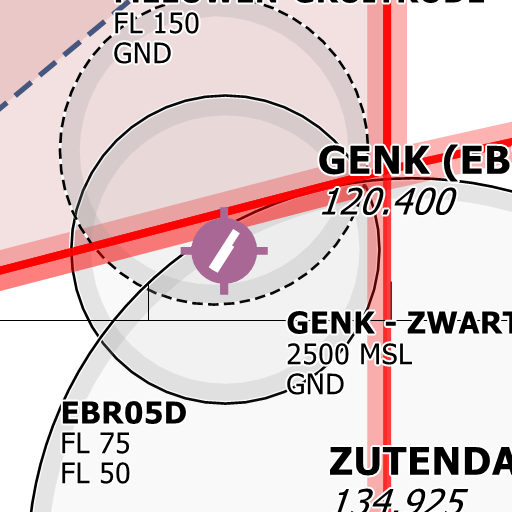 FL 150
GND
GENK (EB
120.400
GENK - ZWART
2500 MSL
GND
EBR05D
FL 75
FL 50
ZUTENDA
134.925